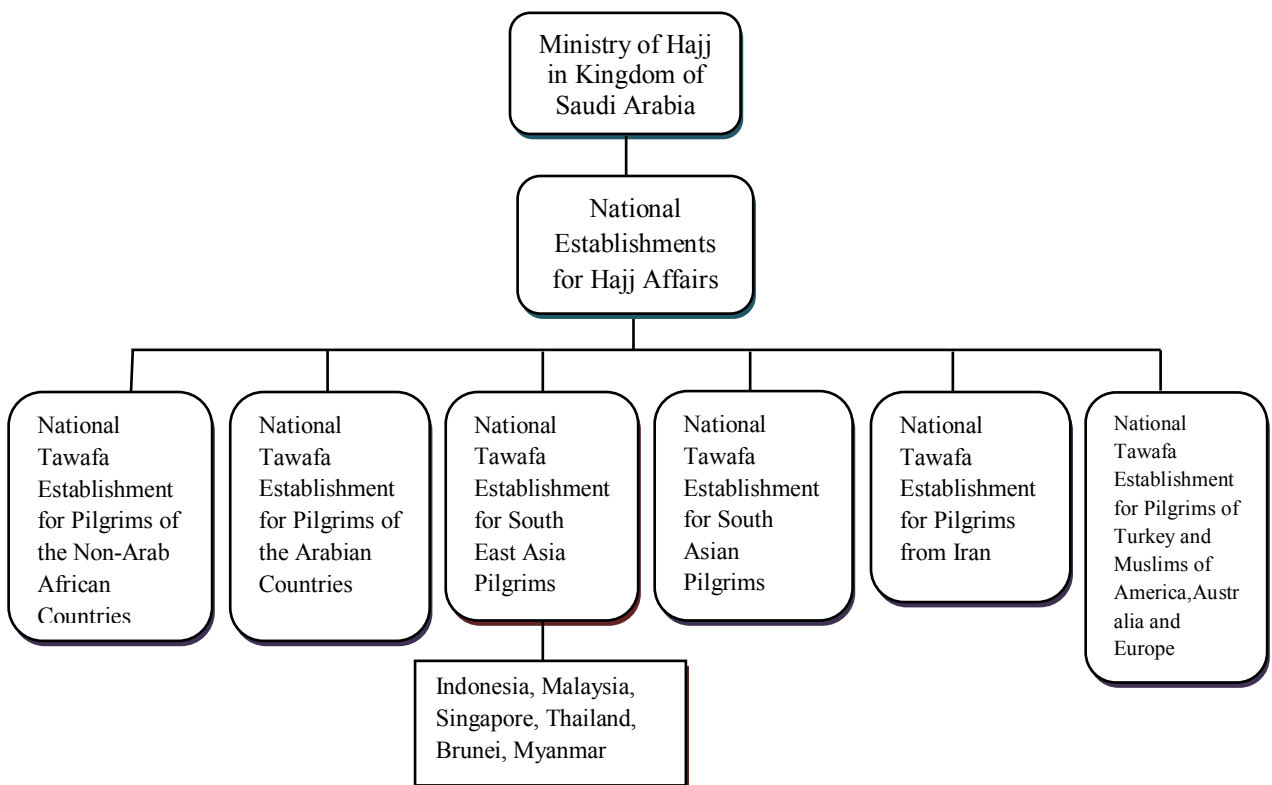 Ministry of Hajj
in Kingdom of
Saudi Arabia
National
Establishments
for Hajj Affairs
National
Tawafa
Establishment
for Pilgrims of
the Non-Arab
African
Countries
National
Tawafa
Establishment
for Pilgrims of
the Arabian
Countries
National
Tawafa
Establishment
for South
East Asia
Pilgrims
National
Tawafa
Establishment
for South
Asian
Pilgrims
National
Tawafa
Establishment
for Pilgrims
from Iran
National
Tawafa
Establishment
for Pilgrims of
Turkey and
Muslims of
America,Austr
alia and
Europe
Indonesia, Malaysia,
Singapore, Thailand,
Brunei, Myanmar